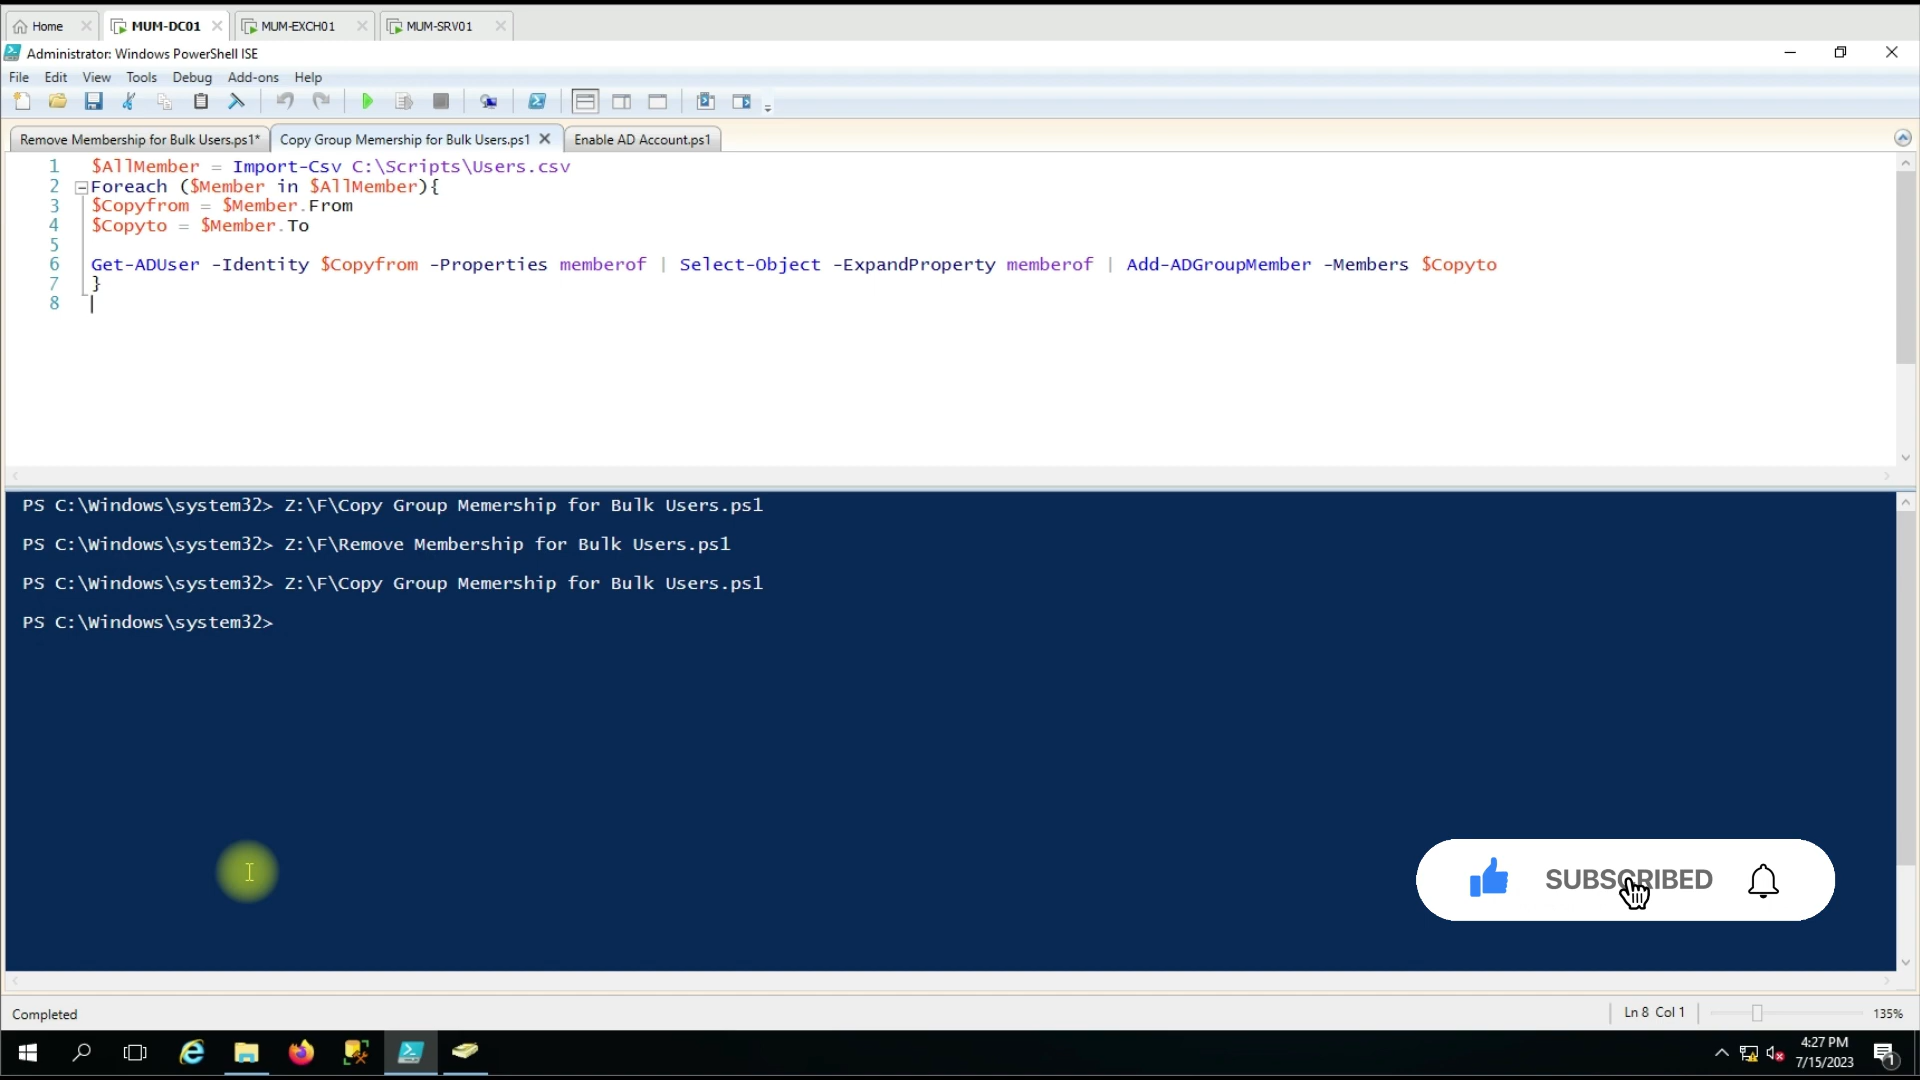 Home
MUM-DC01
MUM-EXCH01
MUM-SRV01
Administrator: Windows PowerShell ISE
File Edit View Tools Debug Add-ons Help
Remove Membership for Bulk Users.ps1*
Copy Group Memership for Bulk Users.ps1
Enable AD Account.ps1
1 $AllMember = Import-Csv C:\Scripts\Users.csv
2 Foreach ($Member in $AllMember){
3 $Copyfrom = $Member.From
4 $Copyto = $Member.To
5
6 Get-ADUser -Identity $Copyfrom -Properties memberof | Select-Object -ExpandProperty memberof | Add-ADGroupMember -Members $Copyto
7 }
8
PS C:\Windows\system32> Z:\F\Copy Group Memership for Bulk Users.ps1
PS C:\Windows\system32> Z:\F\Remove Membership for Bulk Users.ps1
PS C:\Windows\system32> Z:\F\Copy Group Memership for Bulk Users.ps1
PS C:\Windows\system32>
SUBSCRIBED
Completed
Ln 8 Col 1
135%
4:27 PM
7/15/2023
1